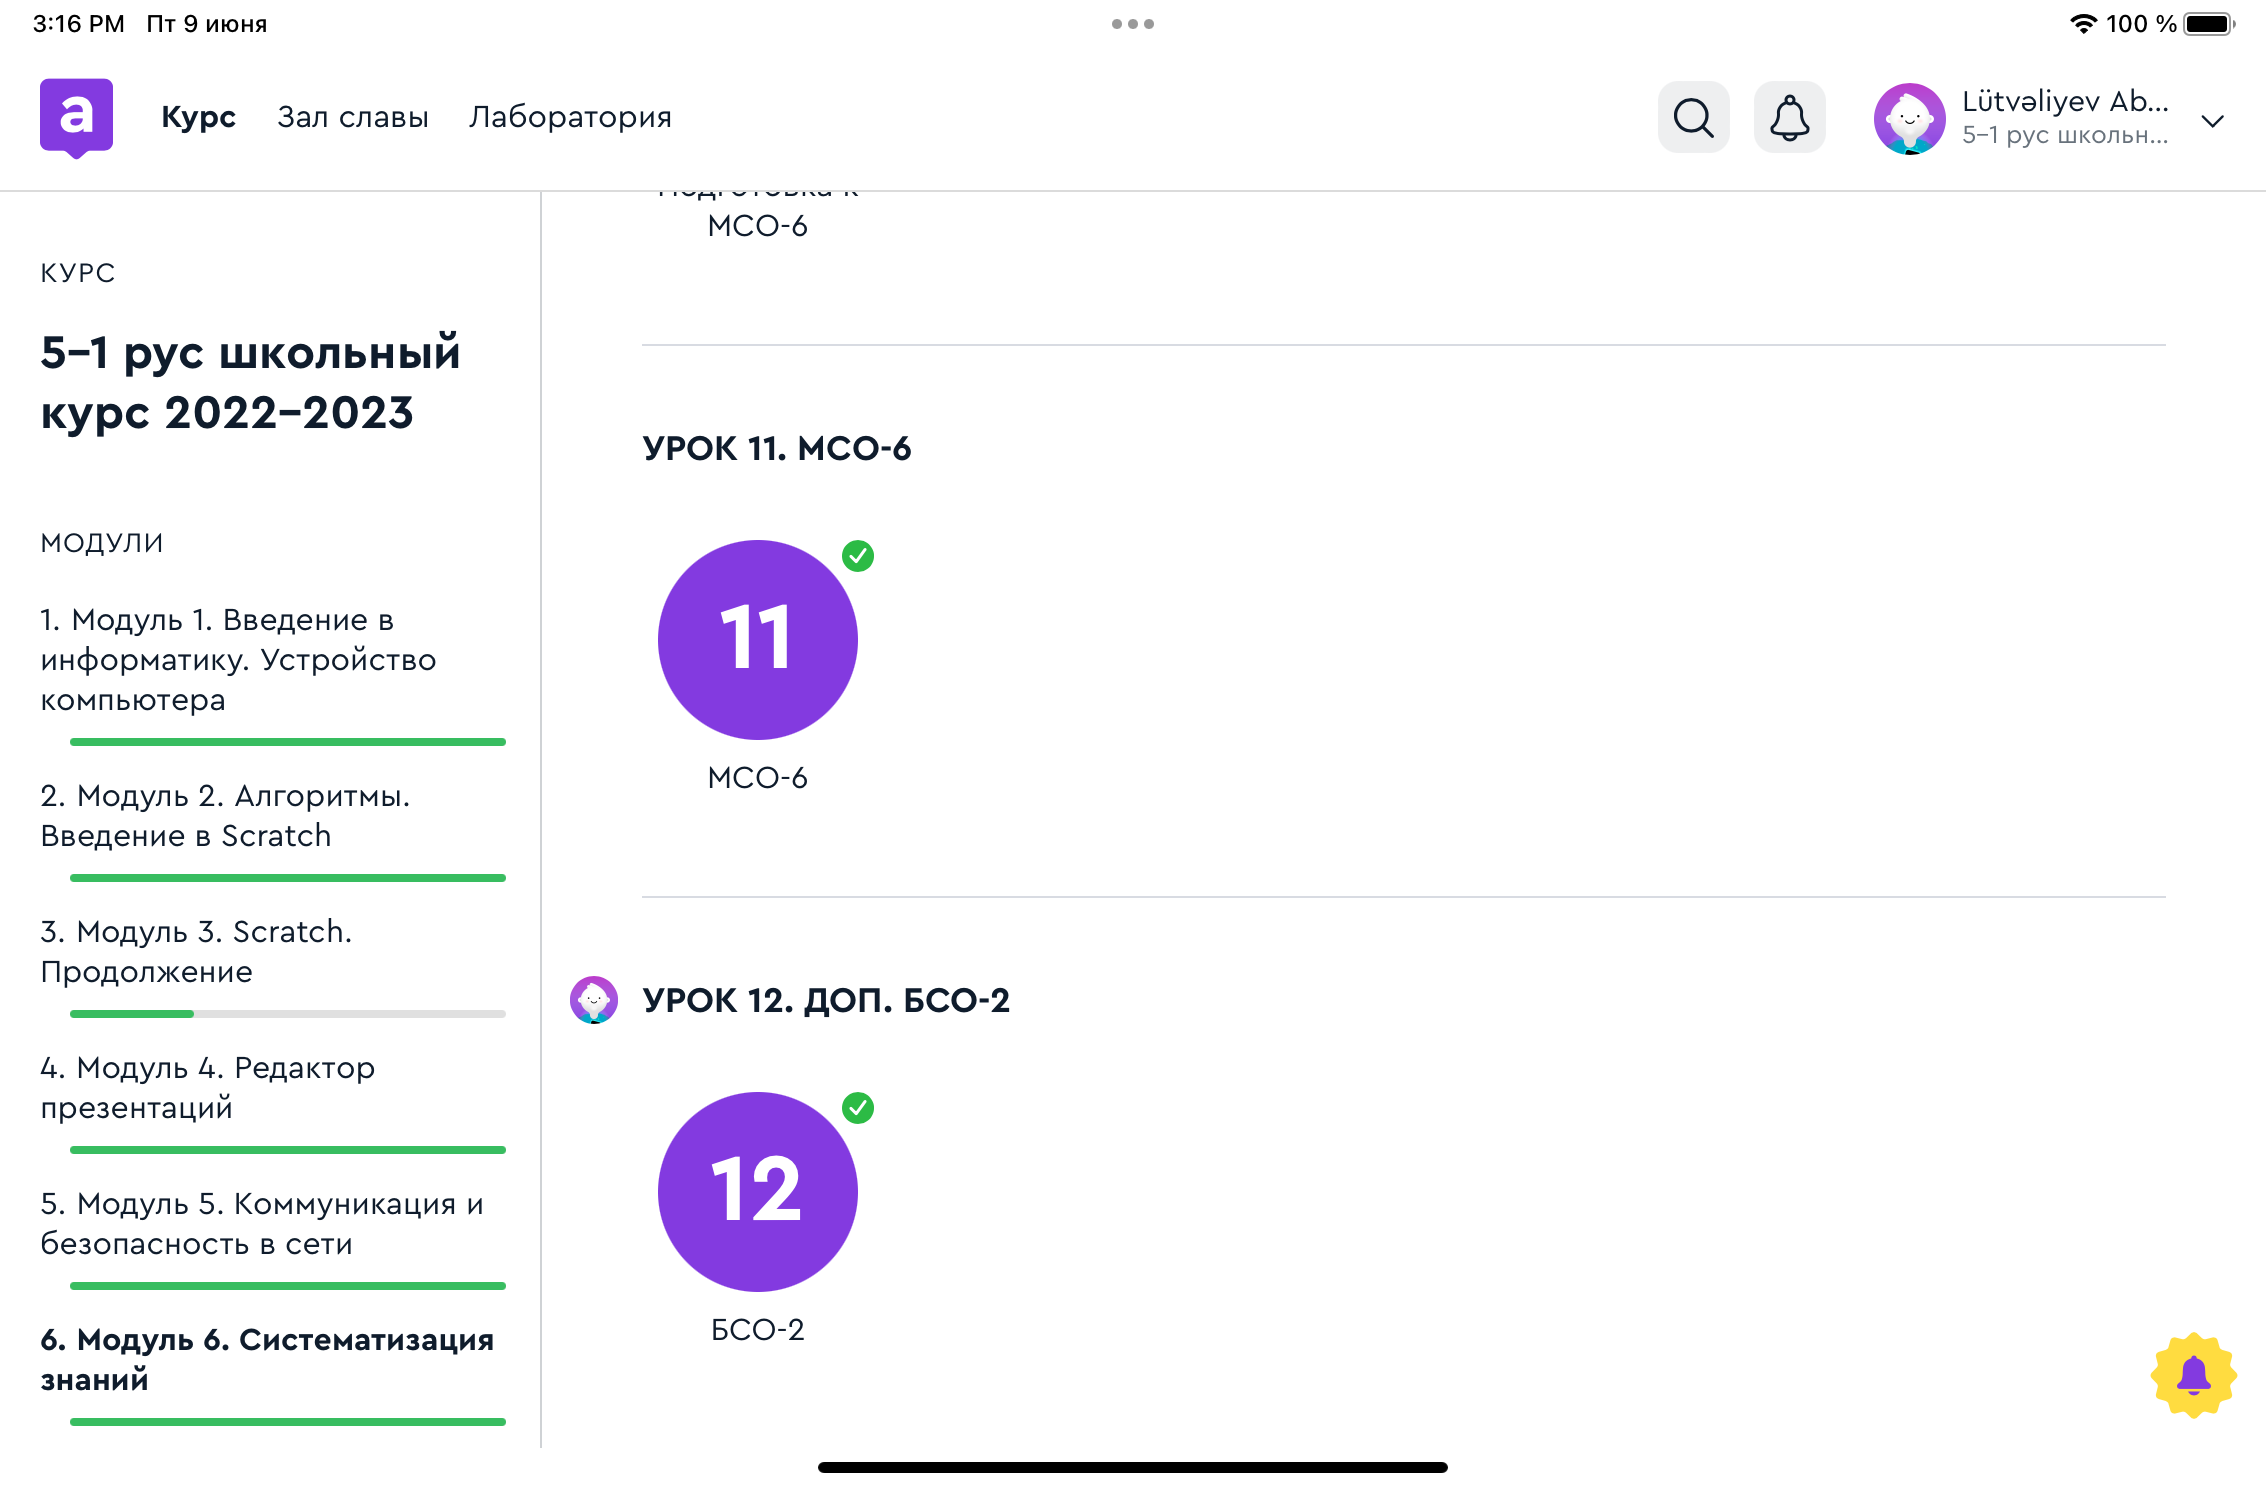 3:16 PM Пт 9 июня
100 %
a
Курс
Зал славы
Лаборатория
Lütvəliyev Ab...
5-1 рус школьн...
КУРС
5-1 рус школьный
курс 2022-2023
МОДУЛИ
1. Модуль 1. Введение в
информатику. Устройство
компьютера
2. Модуль 2. Алгоритмы.
Введение в Scratch
3. Модуль 3. Scratch.
Продолжение
4. Модуль 4. Редактор
презентаций
5. Модуль 5. Коммуникация и
безопасность в сети
6. Модуль 6. Систематизация
знаний
Подготовка к
МСО-6
УРОК 11. МСО-6
11
МСО-6
УРОК 12. ДОП. БСО-2
12
БСО-2